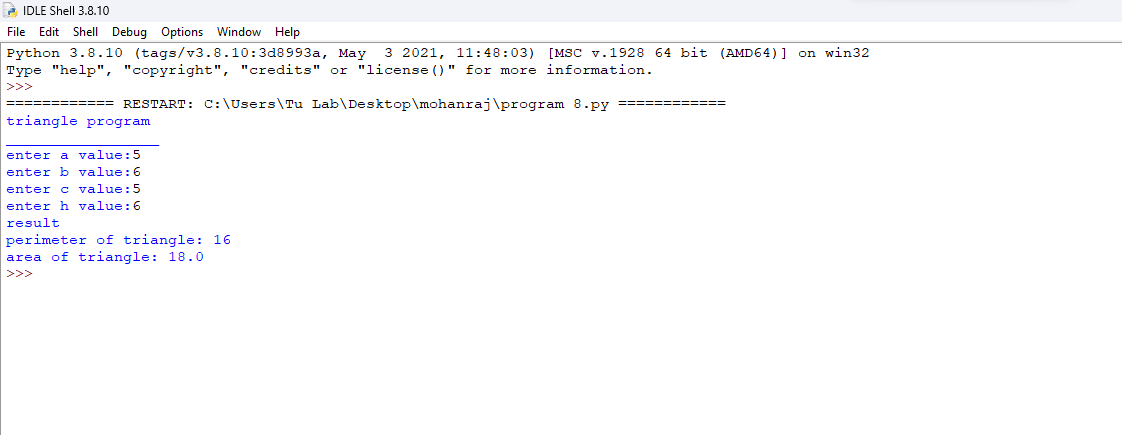 IDLE Shell 3.8.10
File Edit Shell Debug Options Window Help
Python 3.8.10 (tags/v3.8.10:3d8993a, May  3 2021, 11:48:03) [MSC v.1928 64 bit (AMD64)] on win32
Type "help", "copyright", "credits" or "license()" for more information.
>>>
============ RESTART: C:\Users\Tu Lab\Desktop\mohanraj\program 8.py ============
triangle program
_________________
enter a value:5
enter b value:6
enter c value:5
enter h value:6
result
perimeter of triangle: 16
area of triangle: 18.0
>>>